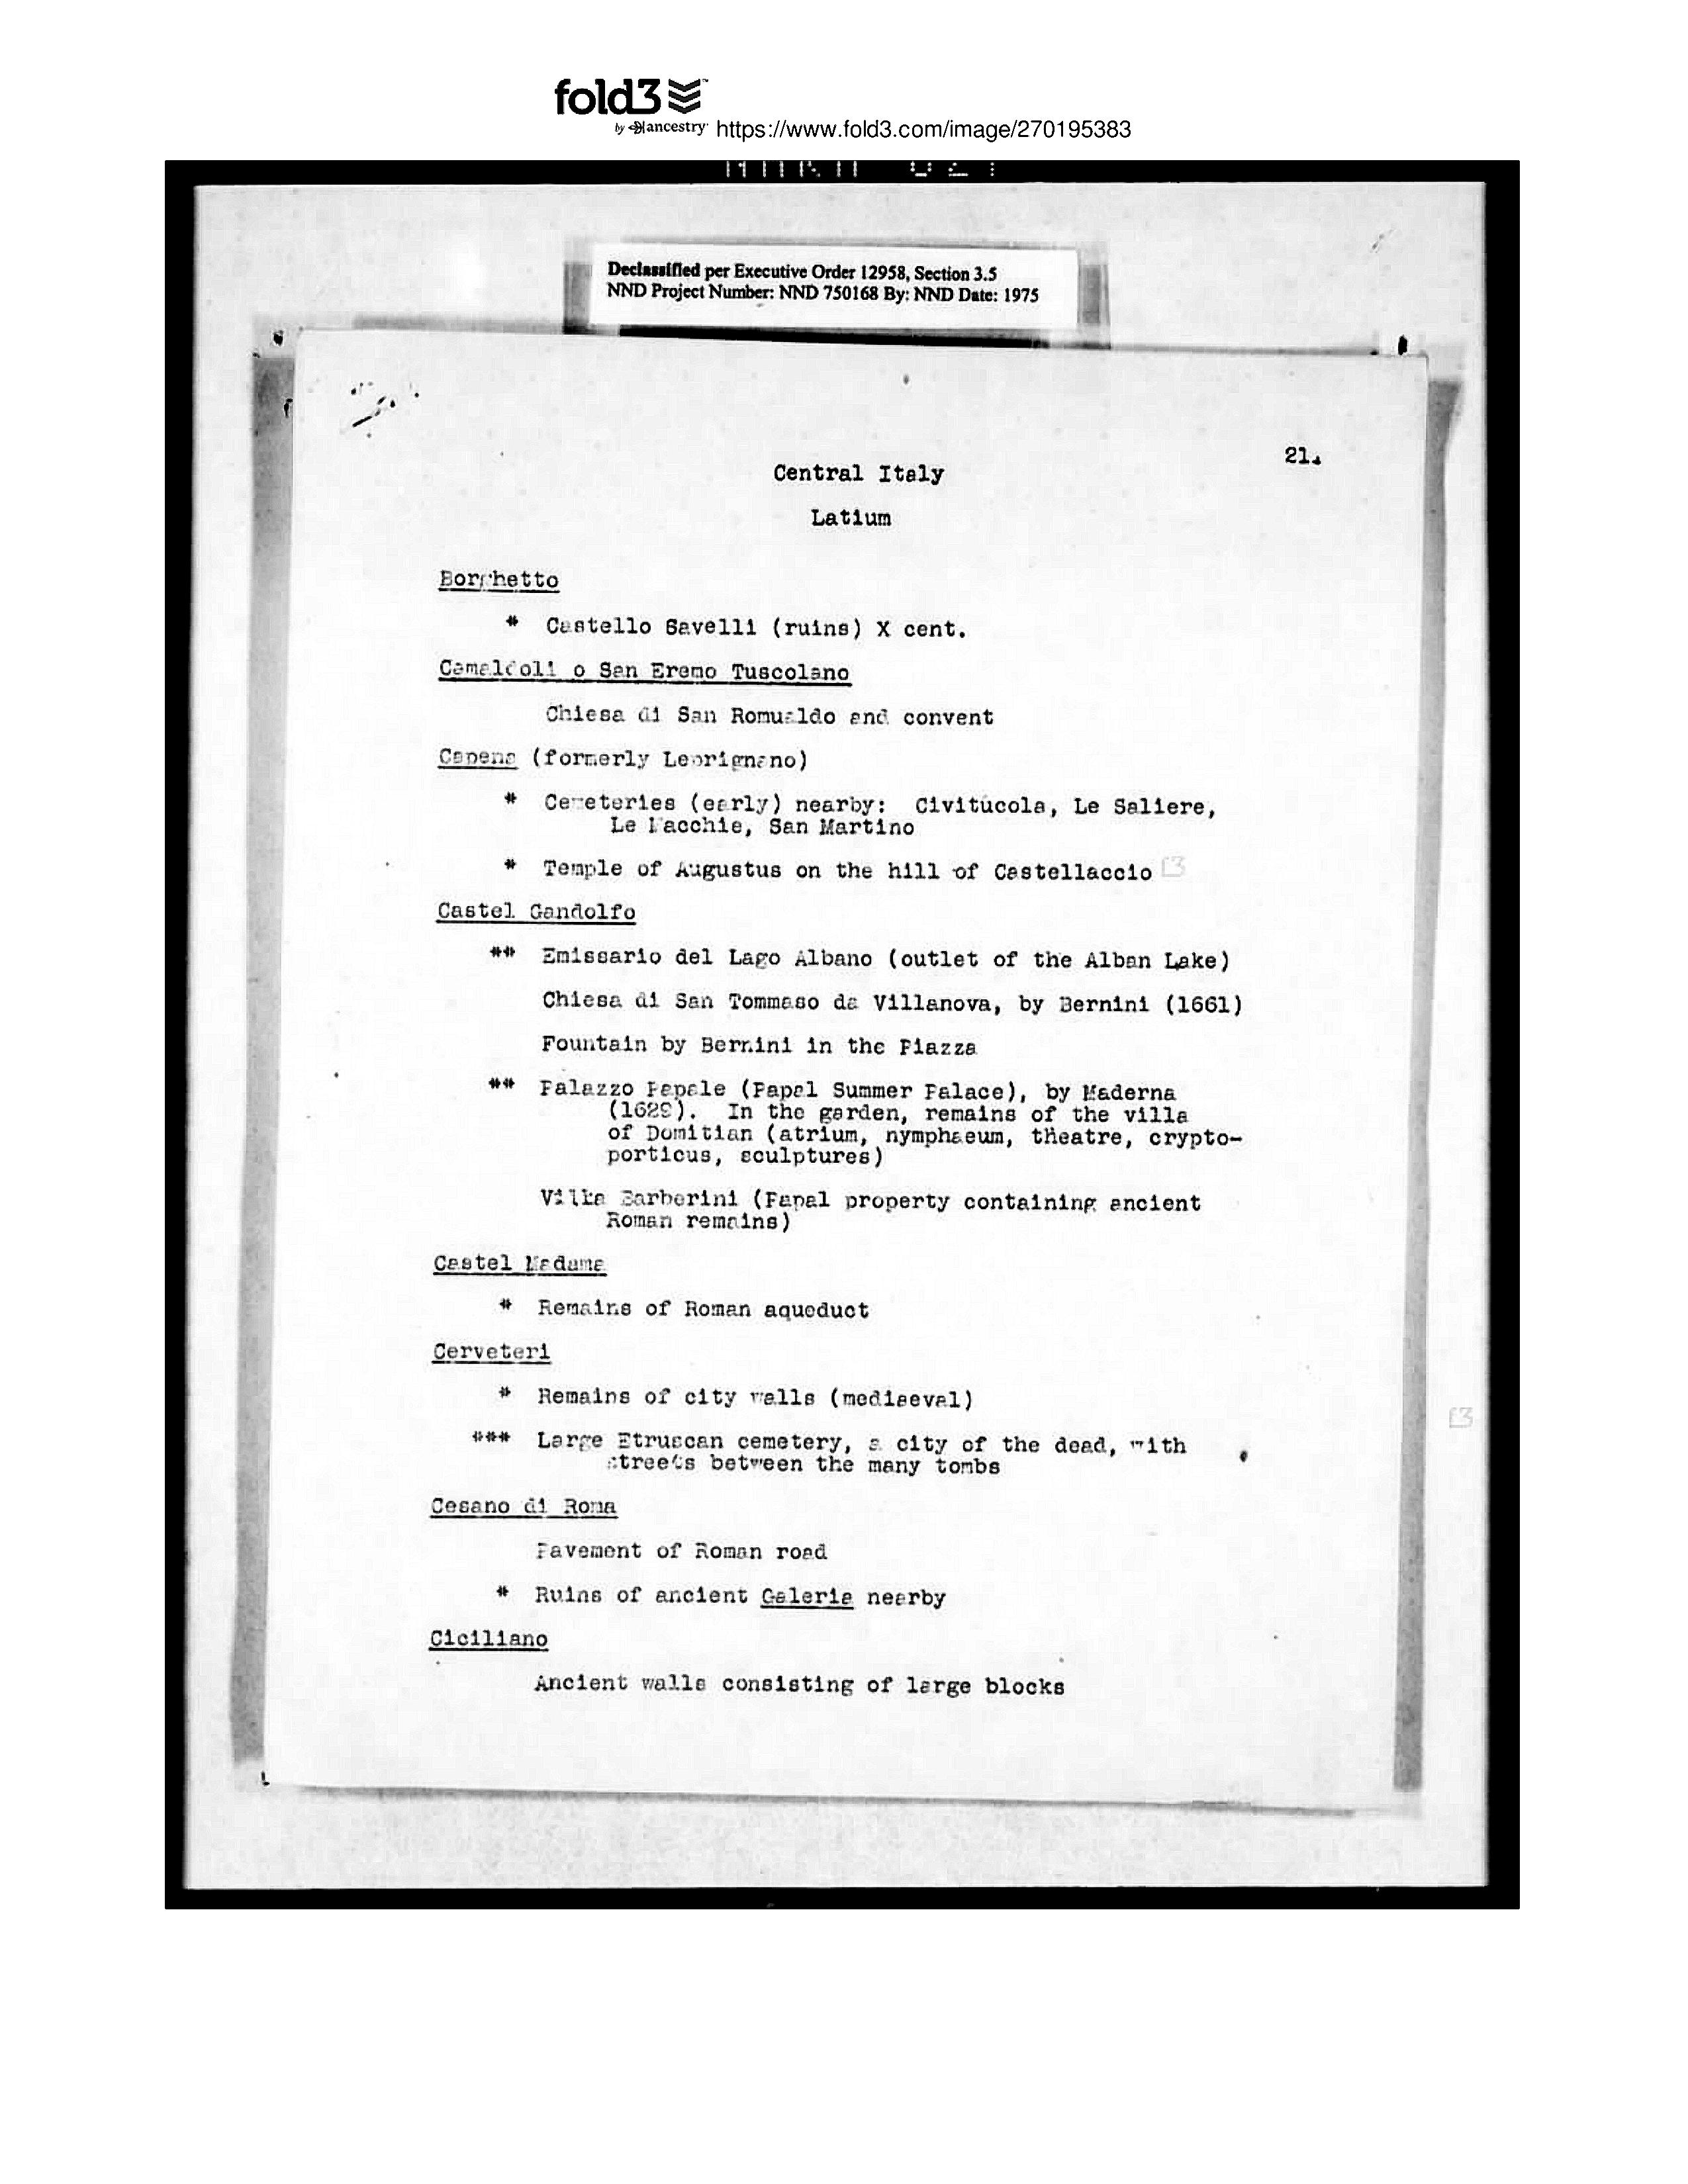 fold3
by ancestry https://www.fold3.com/image/270195383
Declassified per Executive Order 12958, Section 3.5
NND Project Number: NND 750168 By: NND Date: 1975
21.
Central Italy
Latium
Borghetto
* Castello Savelli (ruins) X cent.
Camaldoli o San Eremo Tuscolano
Chiesa di San Romualdo and convent
Capena (formerly Leprignano)
* Cemeteries (early) nearby: Civitucola, Le Saliere,
Le Macchie, San Martino
* Temple of Augustus on the hill of Castellaccio
Castel Gandolfo
** Emissario del Lago Albano (outlet of the Alban Lake)
Chiesa di San Tommaso da Villanova, by Bernini (1661)
Fountain by Bernini in the Piazza
** Palazzo Papale (Papal Summer Palace), by Maderna
(1629). In the garden, remains of the villa
of Domitian (atrium, nymphaeum, theatre, crypto-
porticus, sculptures)
Villa Barberini (Papal property containing ancient
Roman remains)
Castel Madama
* Remains of Roman aqueduct
Cerveteri
* Remains of city walls (mediaeval)
*** Large Etruscan cemetery, a city of the dead, with
streets between the many tombs
Cesano di Roma
Pavement of Roman road
* Ruins of ancient Galeria nearby
Ciciliano
Ancient walls consisting of large blocks